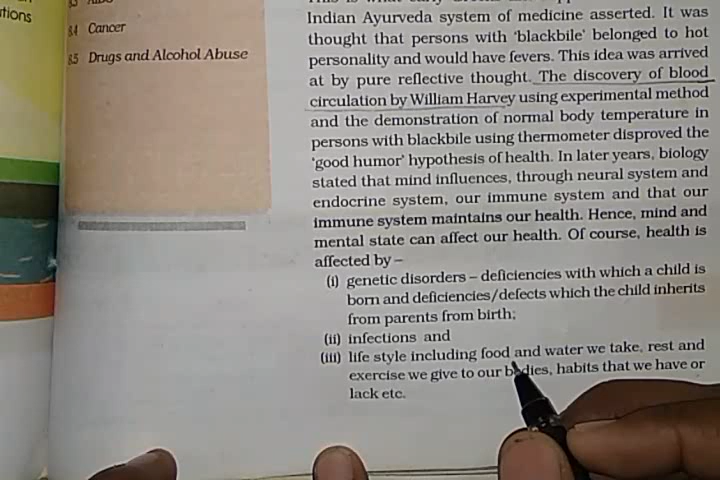 tions
8.4 Cancer
8.5 Drugs and Alcohol Abuse
Indian Ayurveda system of medicine asserted. It was
thought that persons with 'blackbile' belonged to hot
personality and would have fevers. This idea was arrived
at by pure reflective thought. The discovery of blood
circulation by William Harvey using experimental method
and the demonstration of normal body temperature in
persons with blackbile using thermometer disproved the
'good humor' hypothesis of health. In later years, biology
stated that mind influences, through neural system and
endocrine system, our immune system and that our
immune system maintains our health. Hence, mind and
mental state can affect our health. Of course, health is
affected by –
(i) genetic disorders – deficiencies with which a child is
born and deficiencies/defects which the child inherits
from parents from birth;
(ii) infections and
(iii) life style including food and water we take, rest and
exercise we give to our bodies, habits that we have or
lack etc.